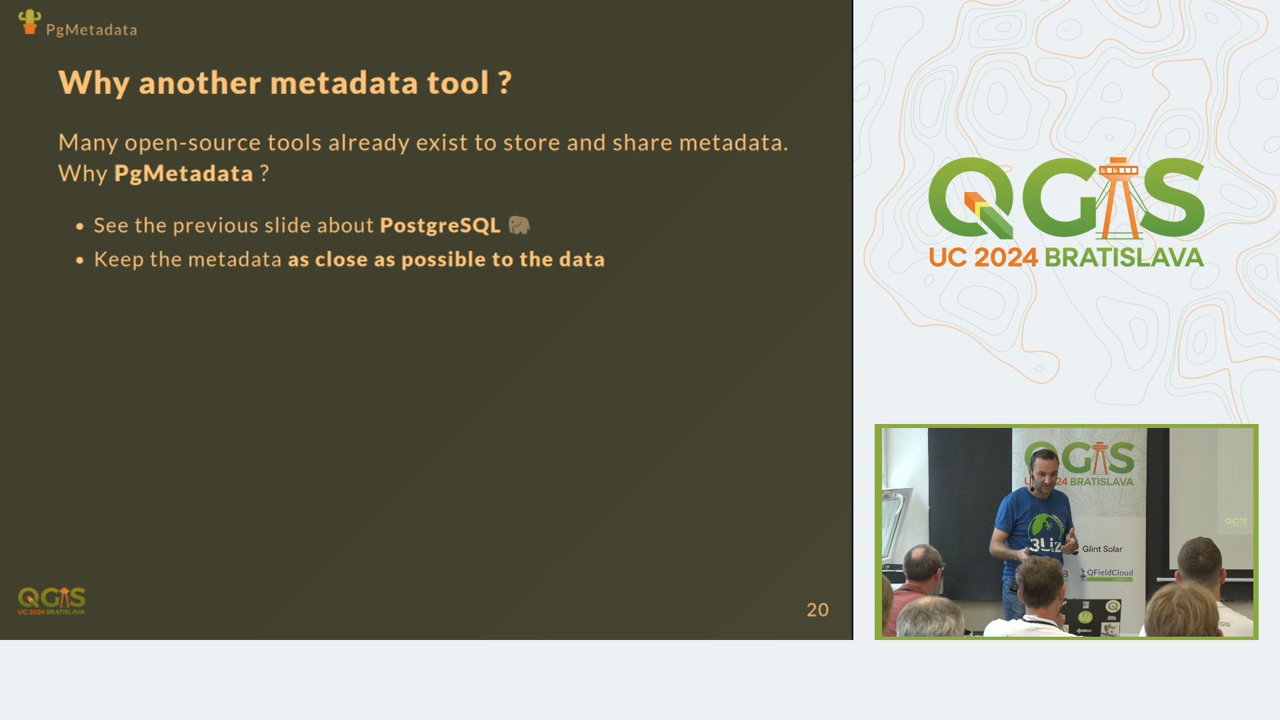 PgMetadata
Why another metadata tool ?
Many open-source tools already exist to store and share metadata.
Why PgMetadata ?
• See the previous slide about PostgreSQL 🐘
• Keep the metadata as close as possible to the data
QGIS
UC 2024 BRATISLAVA
20
QGIS
UC 2024 BRATISLAVA
QGIS
24 BRATISLAVA
3Liz
Glint Solar
QFieldCloud
QGIS